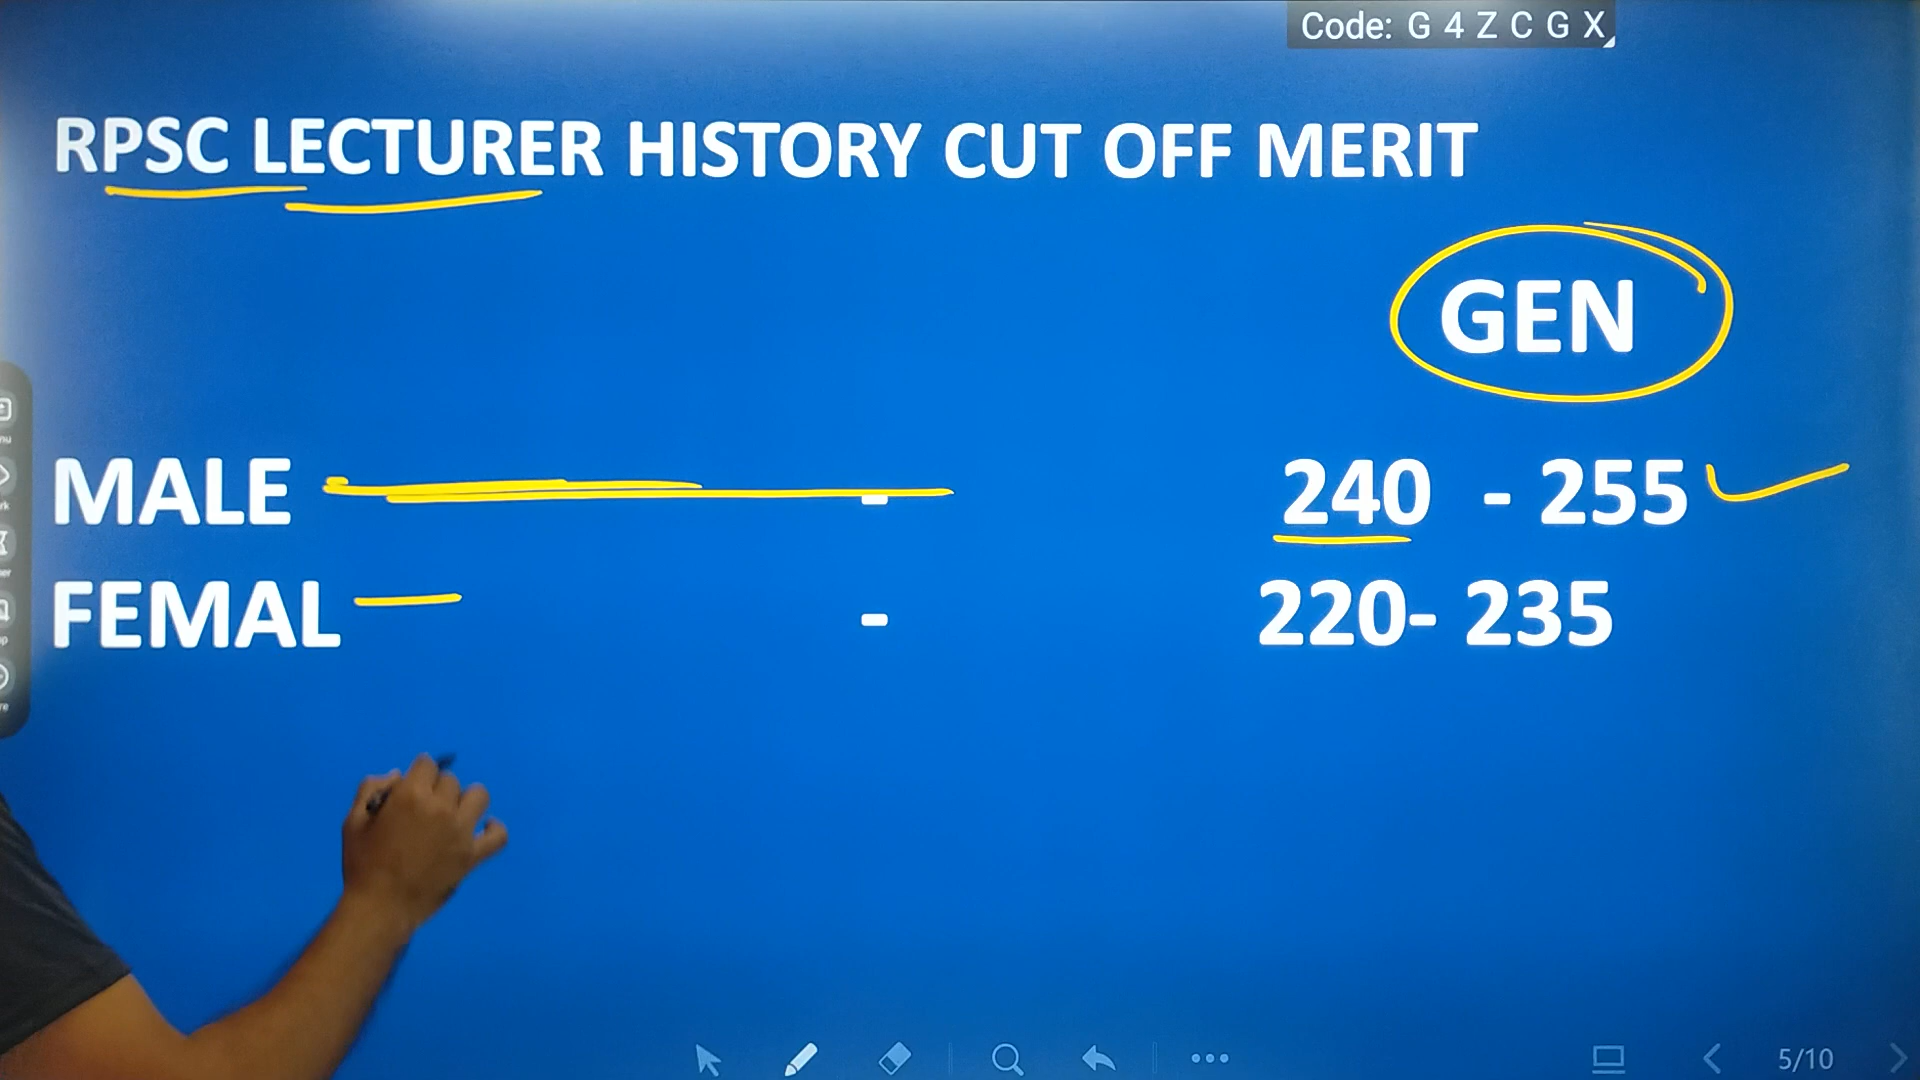 Code: G 4 Z C G X
RPSC LECTURER HISTORY CUT OFF MERIT
GEN
MALE - 240 - 255
FEMAL - 220- 235
5/10